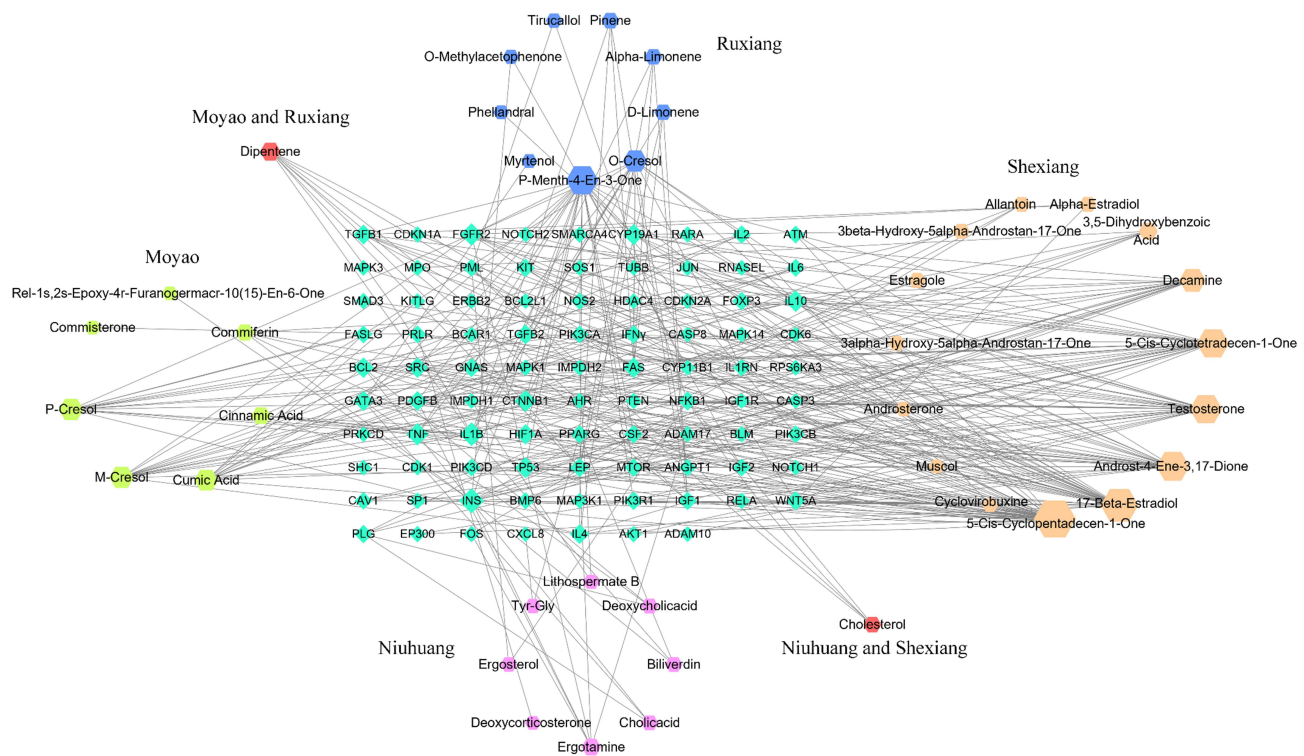 Tirucallol Pinene
Ruxiang
O-Methylacetophenone Alpha-Limonene
Phellandral D-Limonene
Moyao and Ruxiang
Dipentene
Myrtenol O-Cresol
P-Menth-4-En-3-One
Shexiang
Allantoin Alpha-Estradiol
3,5-Dihydroxybenzoic
Acid
3beta-Hydroxy-5alpha-Androstan-17-One
TGFB1 CDKN1A FGFR2 NOTCH2 SMARCA4 CYP19A1 RARA IL2 ATM
Moyao
MAPK3 MPO PML KIT SOS1 TUBB JUN RNASEL IL6
Estragole Decamine
Rel-1s,2s-Epoxy-4r-Furanogermacr-10(15)-En-6-One
SMAD3 KITLG ERBB2 BCL2L1 NOS2 HDAC4 CDKN2A FOXP3 IL10
Commisterone Commiferin
FASLG PRLR BCAR1 TGFB2 PIK3CA IFNγ CASP8 MAPK14 CDK6
3alpha-Hydroxy-5alpha-Androstan-17-One 5-Cis-Cyclotetradecen-1-One
BCL2 SRC GNAS MAPK1 IMPDH2 FAS CYP11B1 IL1RN RPS6KA3
P-Cresol Cinnamic Acid
GATA3 PDGFB IMPDH1 CTNNB1 AHR PTEN NFKB1 IGF1R CASP3
Androsterone Testosterone
PRKCD TNF IL1B HIF1A PPARG CSF2 ADAM17 BLM PIK3CB
M-Cresol Cumic Acid
SHC1 CDK1 PIK3CD TP53 LEP MTOR ANGPT1 IGF2 NOTCH1
Muscol Androst-4-Ene-3,17-Dione
CAV1 SP1 INS BMP6 MAP3K1 PIK3R1 IGF1 RELA WNT5A
Cyclovirobuxine 17-Beta-Estradiol
5-Cis-Cyclopentadecen-1-One
PLG EP300 FOS CXCL8 IL4 AKT1 ADAM10
Lithospermate B
Tyr-Gly Deoxycholicacid
Cholesterol
Niuhuang
Niuhuang and Shexiang
Ergosterol Biliverdin
Deoxycorticosterone Cholicacid
Ergotamine